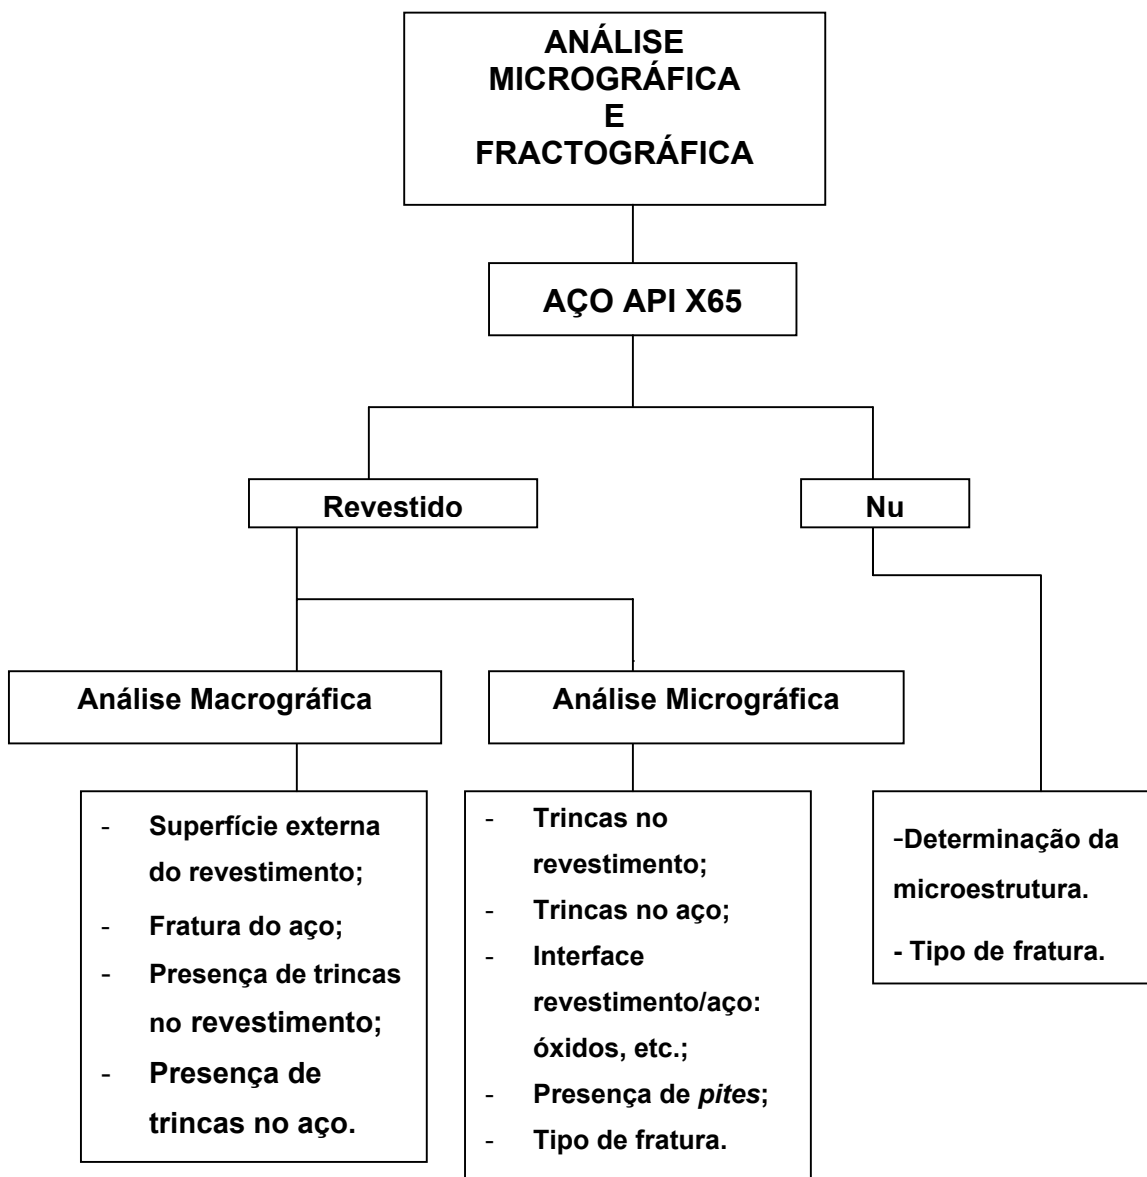 ANÁLISE
MICROGRÁFICA
E
FRACTOGRÁFICA
AÇO API X65
Revestido
Nu
Análise Macrográfica
Análise Micrográfica
- Superfície externa
do revestimento;
- Fratura do aço;
- Presença de trincas
no revestimento;
- Presença de
trincas no aço.
- Trincas no
revestimento;
- Trincas no aço;
- Interface
revestimento/aço:
óxidos, etc.;
- Presença de pites;
- Tipo de fratura.
-Determinação da
microestrutura.
- Tipo de fratura.